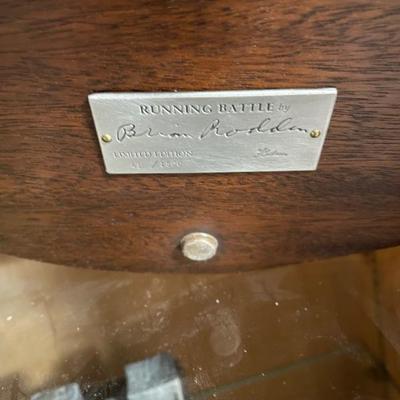 RUNNING BATTLE by
Brian Rodden
LIMITED EDITION